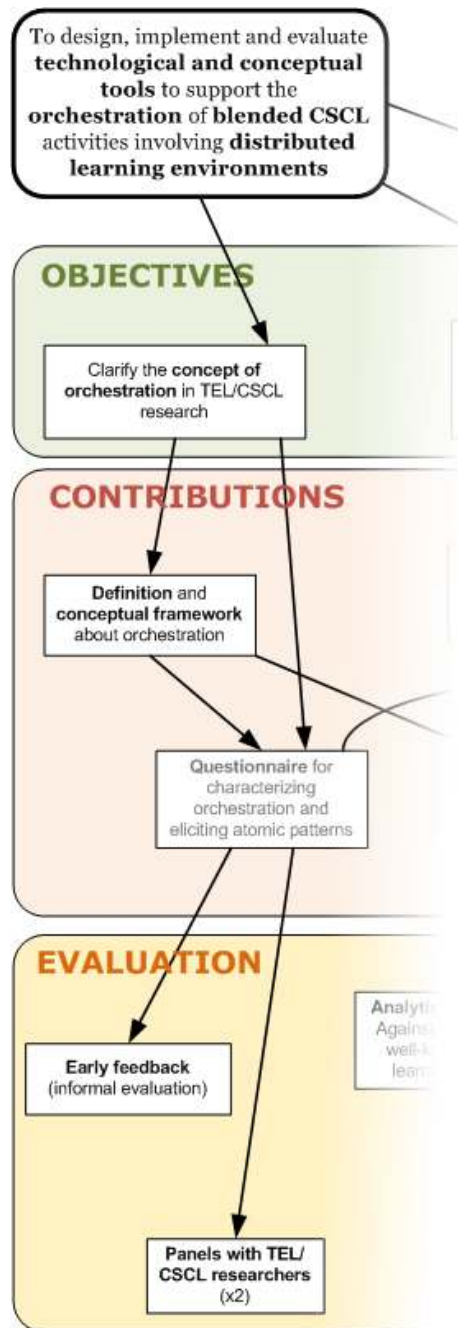 To design, implement and evaluate
technological and conceptual
tools to support the
orchestration of blended CSCL
activities involving distributed
learning environments
OBJECTIVES
Clarify the concept of
orchestration in TEL/CSCL
research
CONTRIBUTIONS
Definition and
conceptual framework
about orchestration
Questionnaire for
characterizing
orchestration and
eliciting atomic patterns
EVALUATION
Early feedback
(informal evaluation)
Panels with TEL/
CSCL researchers
(x2)